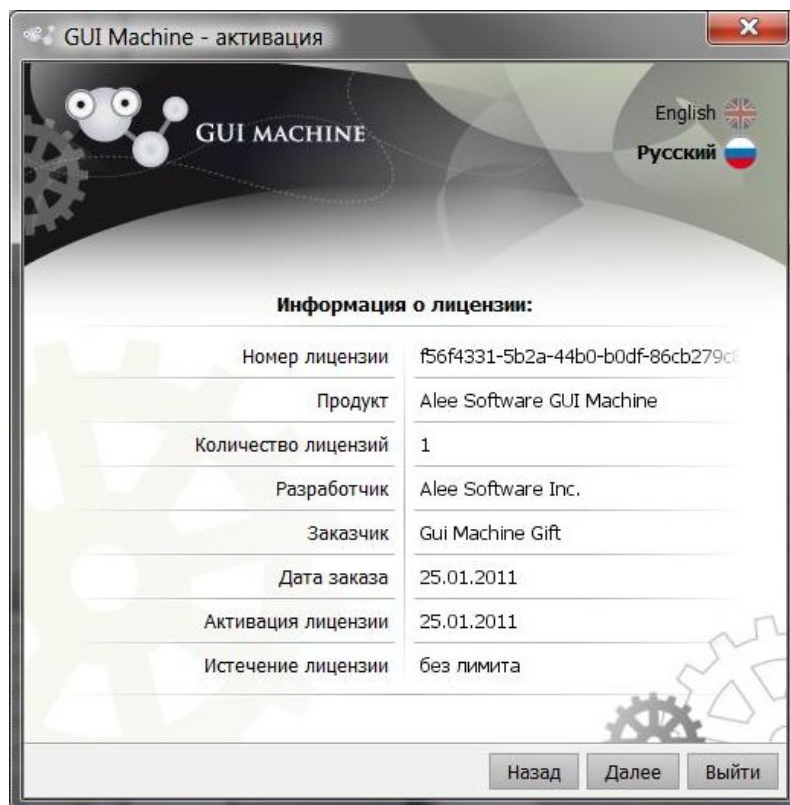 GUI Machine - активация
GUI MACHINE
English
Русский
Информация о лицензии:
Номер лицензии f56f4331-5b2a-44b0-b0df-86cb279c8
Продукт Alee Software GUI Machine
Количество лицензий 1
Разработчик Alee Software Inc.
Заказчик Gui Machine Gift
Дата заказа 25.01.2011
Активация лицензии 25.01.2011
Истечение лицензии без лимита
Назад Далее Выйти